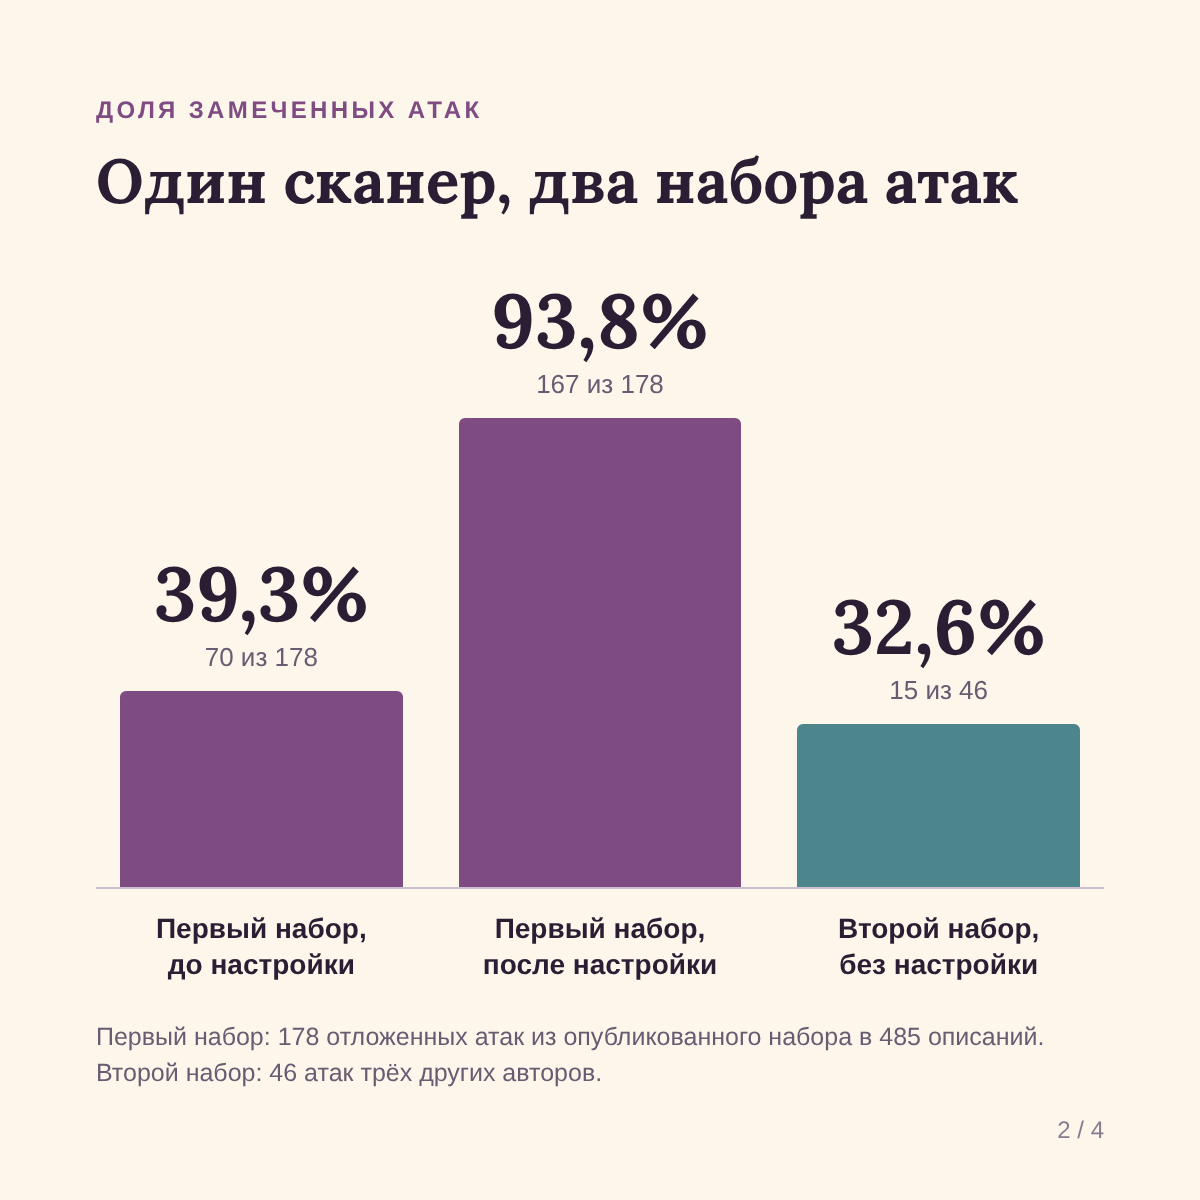 ДОЛЯ ЗАМЕЧЕННЫХ АТАК
Один сканер, два набора атак
93,8%
167 из 178
39,3%
70 из 178
32,6%
15 из 46
Первый набор,
до настройки
Первый набор,
после настройки
Второй набор,
без настройки
Первый набор: 178 отложенных атак из опубликованного набора в 485 описаний.
Второй набор: 46 атак трёх других авторов.
2 / 4